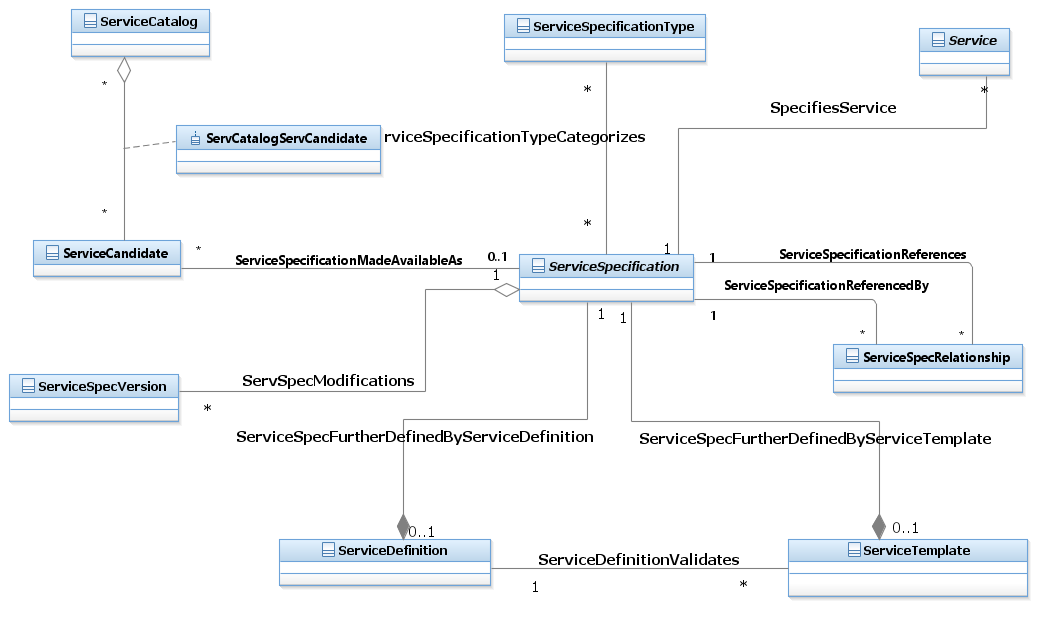 ServiceCatalog
ServiceSpecificationType
Service
*
*
*
SpecifiesService
ServCatalogServCandidate
rviceSpecificationTypeCategorizes
*
*
ServiceCandidate
*
ServiceSpecificationMadeAvailableAs
0..1
1
1
1
ServiceSpecification
ServiceSpecificationReferences
ServiceSpecificationReferencedBy
1
1
1
*
*
ServiceSpecRelationship
ServiceSpecVersion
ServSpecModifications
*
ServiceSpecFurtherDefinedByServiceDefinition
ServiceSpecFurtherDefinedByServiceTemplate
0..1
0..1
ServiceDefinition
ServiceTemplate
ServiceDefinitionValidates
1
*